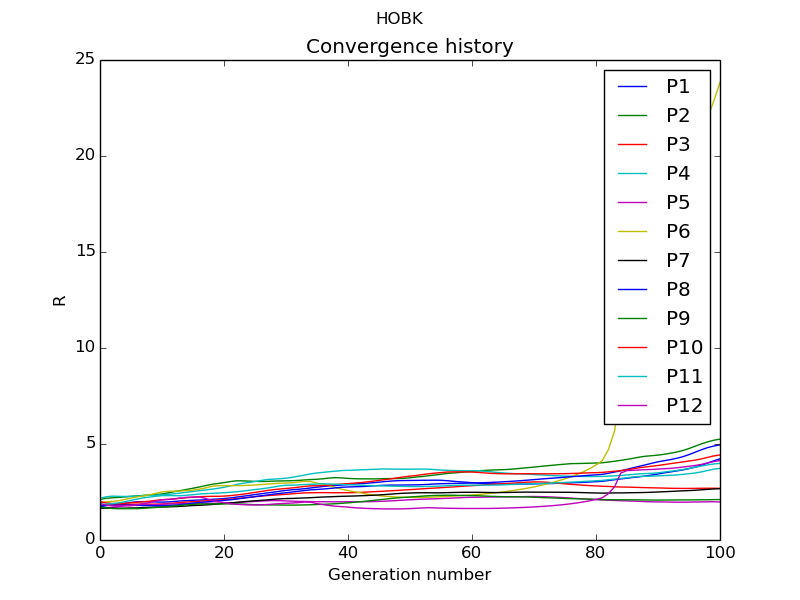 HOBK
Convergence history
25
20
15
10
5
0
R
P1
P2
P3
P4
P5
P6
P7
P8
P9
P10
P11
P12
0 20 40 60 80 100
Generation number